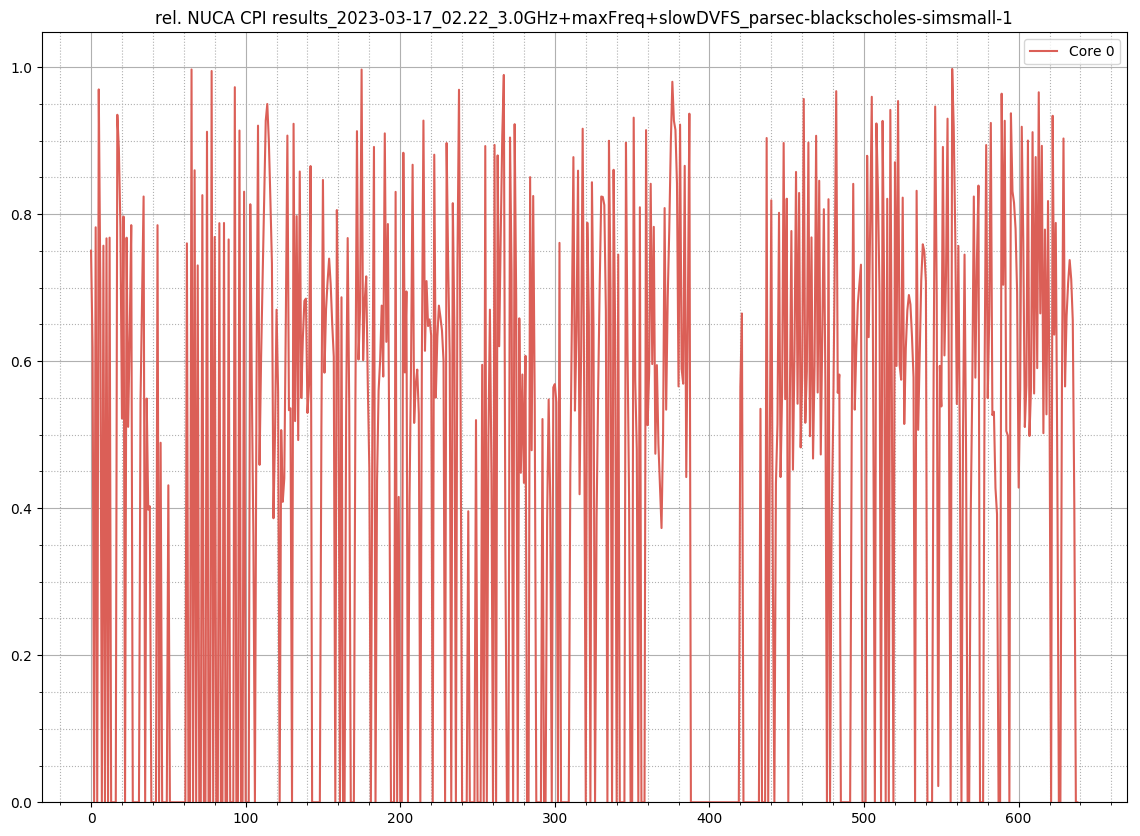 rel. NUCA CPI results_2023-03-17_02.22_3.0GHz+maxFreq+slowDVFS_parsec-blackscholes-simsmall-1
Core 0
1.0
0.8
0.6
0.4
0.2
0.0
0 100 200 300 400 500 600